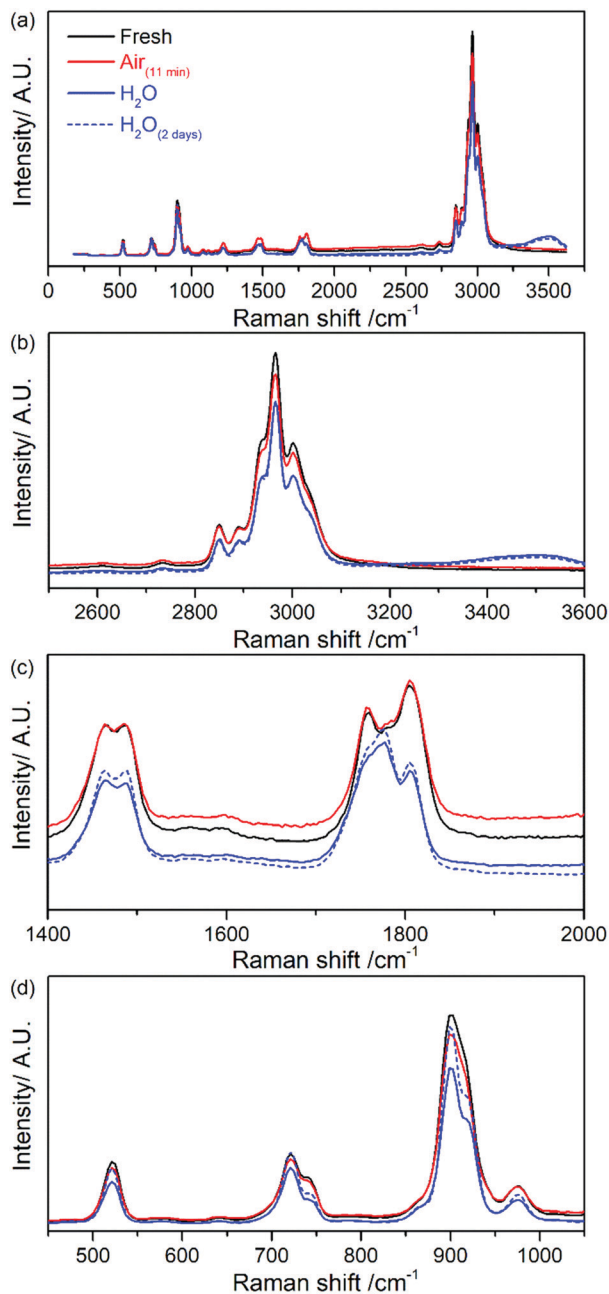 (a)
Fresh
Air(11 min)
H2O
H2O(2 days)
Intensity/ A.U.
0 500 1000 1500 2000 2500 3000 3500
Raman shift /cm-1
(b)
Intensity/ A.U.
2600 2800 3000 3200 3400 3600
Raman shift /cm-1
(c)
Intensity/ A.U.
1400 1600 1800 2000
Raman shift /cm-1
(d)
Intensity/ A.U.
500 600 700 800 900 1000
Raman shift /cm-1